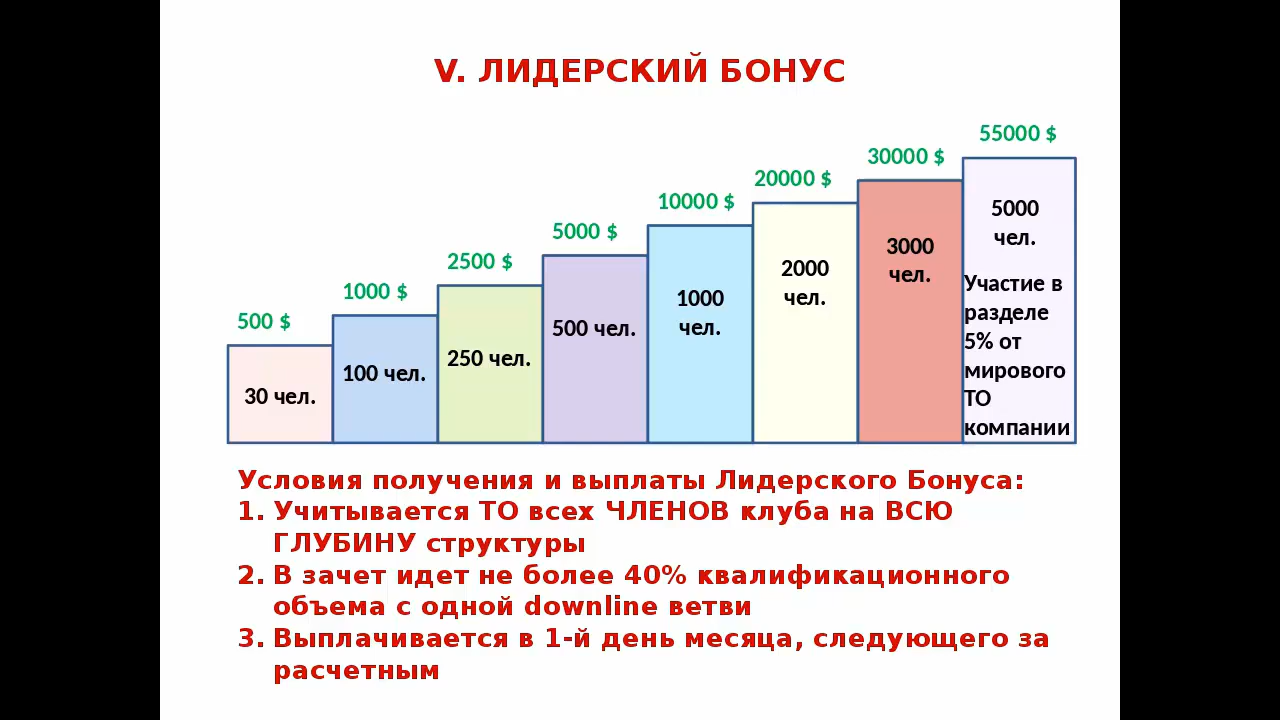 V. ЛИДЕРСКИЙ БОНУС
500 $
1000 $
2500 $
5000 $
10000 $
20000 $
30000 $
55000 $
30 чел.
100 чел.
250 чел.
500 чел.
1000
чел.
2000
чел.
3000
чел.
5000
чел.
Участие в
разделе
5% от
мирового
ТО
компании
Условия получения и выплаты Лидерского Бонуса:
1. Учитывается ТО всех ЧЛЕНОВ клуба на ВСЮ
ГЛУБИНУ структуры
2. В зачет идет не более 40% квалификационного
объема с одной downline ветви
3. Выплачивается в 1-й день месяца, следующего за
расчетным